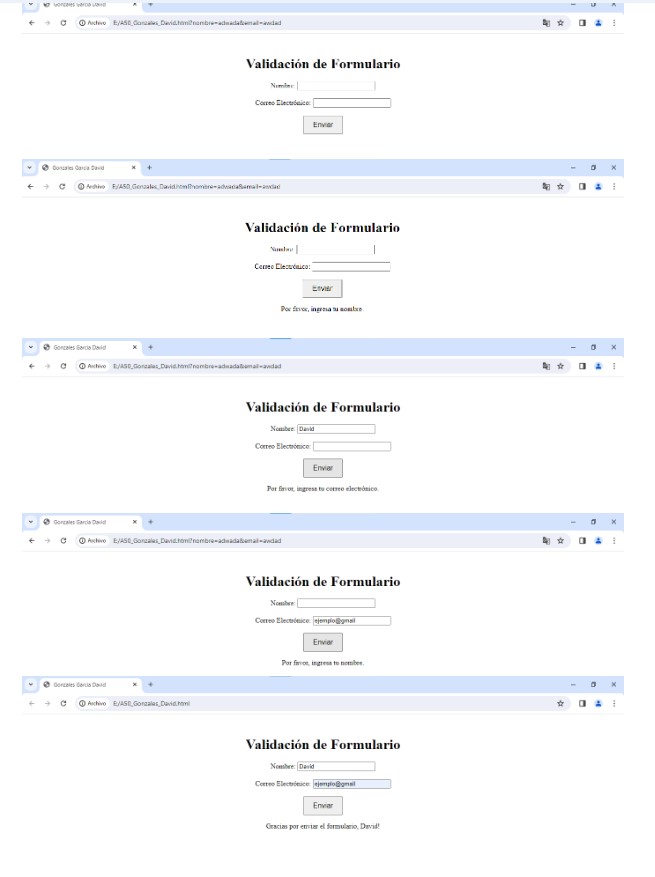 Gonzales Garcia David
Archivo E:/A50_Gonzales_David.html?nombre=adwada&email=awdad
Validación de Formulario
Nombre:
Correo Electrónico:
Enviar
Gonzales Garcia David
Archivo E:/A50_Gonzales_David.html?nombre=adwada&email=awdad
Validación de Formulario
Nombre:
Correo Electrónico:
Enviar
Por favor, ingresa tu nombre.
Gonzales Garcia David
Archivo E:/A50_Gonzales_David.html?nombre=adwada&email=awdad
Validación de Formulario
Nombre: David
Correo Electrónico:
Enviar
Por favor, ingresa tu correo electrónico.
Gonzales Garcia David
Archivo E:/A50_Gonzales_David.html?nombre=adwada&email=awdad
Validación de Formulario
Nombre:
Correo Electrónico: ejemplo@gmail
Enviar
Por favor, ingresa tu nombre.
Gonzales Garcia David
Archivo E:/A50_Gonzales_David.html
Validación de Formulario
Nombre: David
Correo Electrónico: ejemplo@gmail
Enviar
Gracias por enviar el formulario, David!